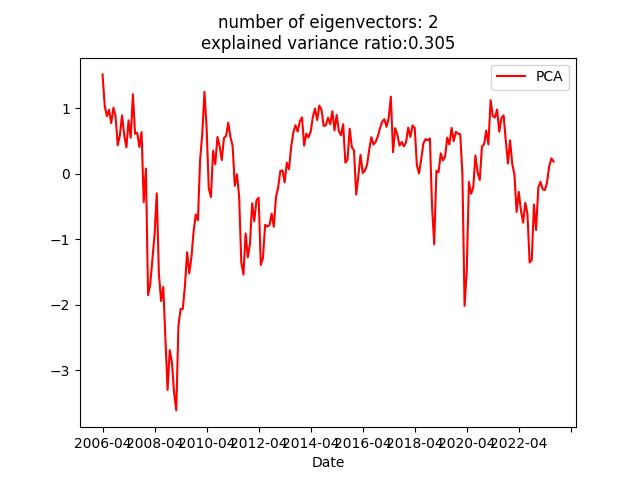 number of eigenvectors: 2
explained variance ratio:0.305
PCA
1
0
−1
−2
−3
2006-04 2008-04 2010-04 2012-04 2014-04 2016-04 2018-04 2020-04 2022-04
Date